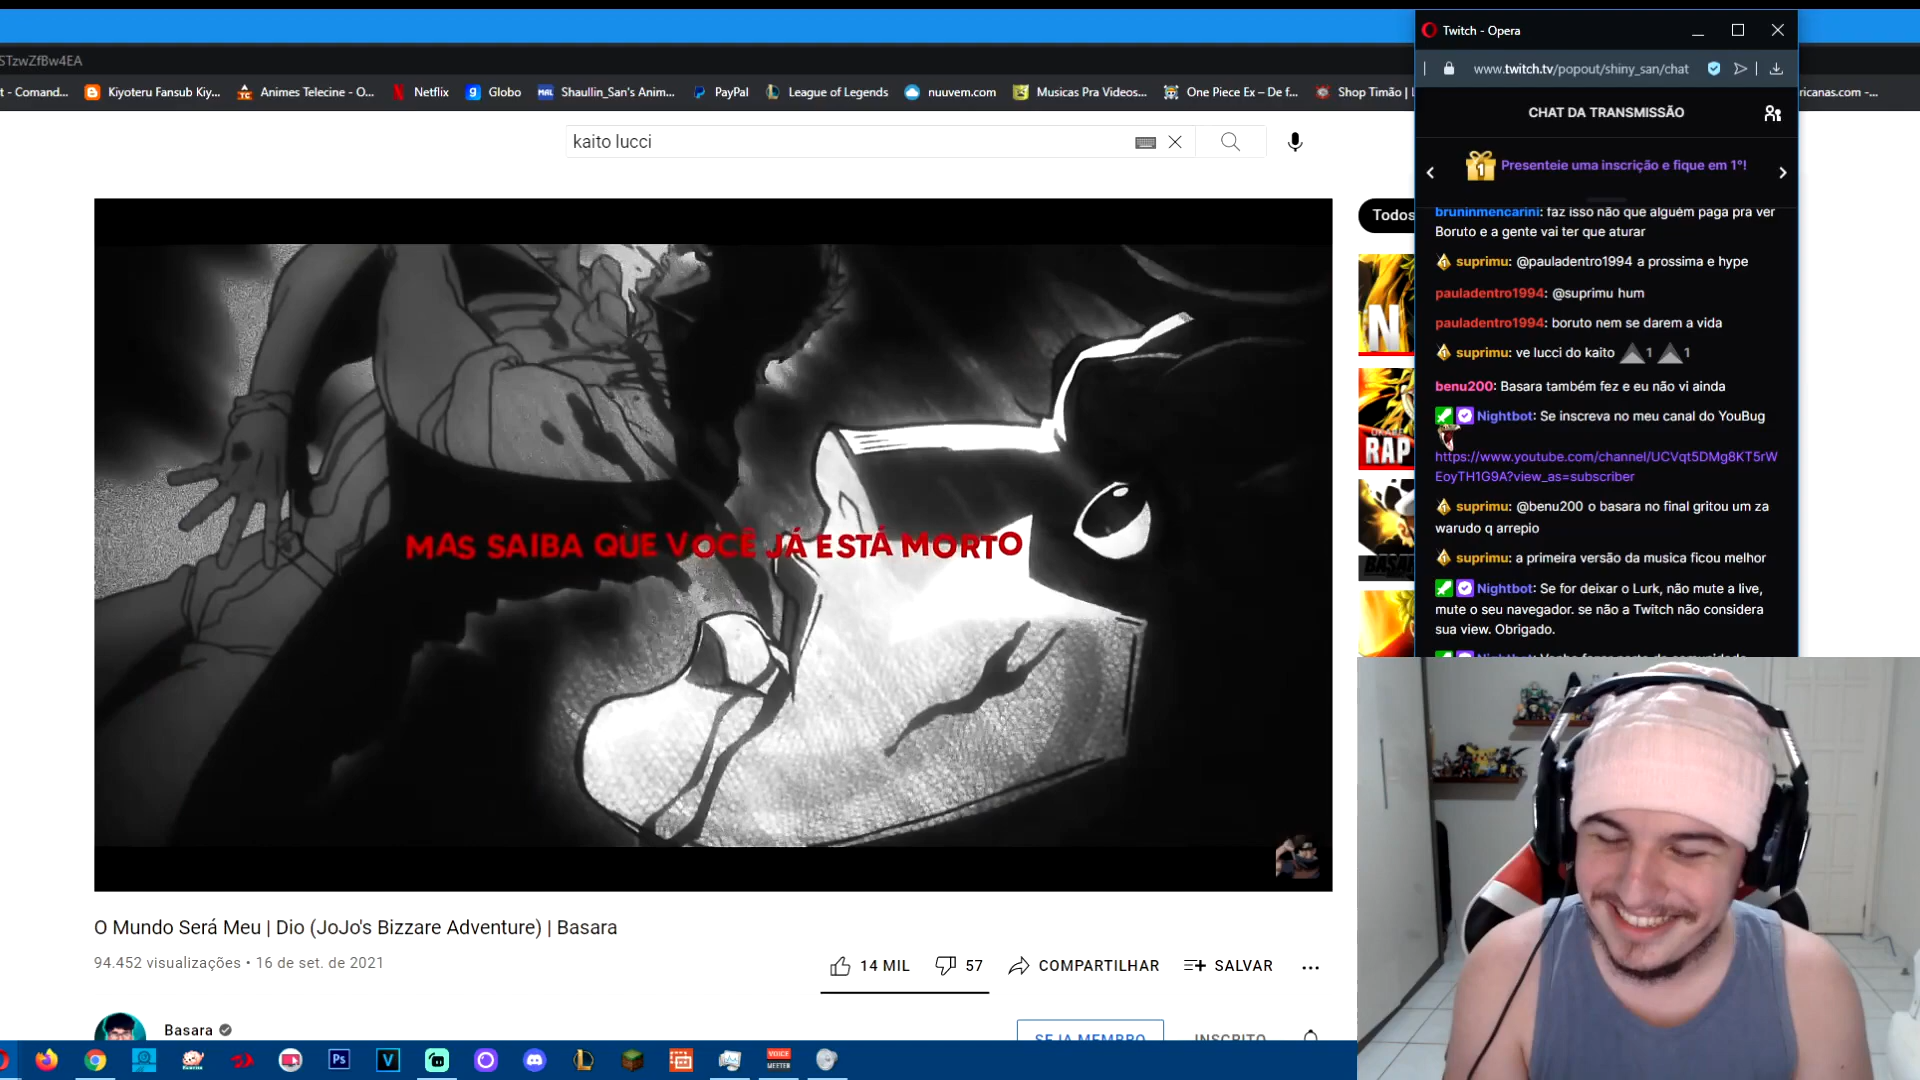 Twitch - Opera
STzwZfBw4EA
www.twitch.tv/popout/shiny_san/chat
t - Comand...
Kiyoteru Fansub Kiy...
Animes Telecine - O...
Netflix
Globo
Shaullin_San's Anim...
PayPal
League of Legends
nuuvem.com
Musicas Pra Videos...
One Piece Ex – De f...
Shop Timão | L
ricanas.com -...
CHAT DA TRANSMISSÃO
kaito lucci
Presenteie uma inscrição e fique em 1º!
Todos
bruninmencarini: faz isso não que alguém paga pra ver
Boruto e a gente vai ter que aturar
suprimu: @pauladentro1994 a prossima e hype
pauladentro1994: @suprimu hum
pauladentro1994: boruto nem se darem a vida
suprimu: ve lucci do kaito 1 1
benu200: Basara também fez e eu não vi ainda
Nightbot: Se inscreva no meu canal do YouBug
https://www.youtube.com/channel/UCVqt5DMg8KT5rW
EoyTH1G9A?view_as=subscriber
suprimu: @benu200 o basara no final gritou um za
warudo q arrepio
suprimu: a primeira versão da musica ficou melhor
Nightbot: Se for deixar o Lurk, não mute a live,
mute o seu navegador. se não a Twitch não considera
sua view. Obrigado.
N
RAP
MAS SAIBA QUE VOCÊ JÁ ESTÁ MORTO
O Mundo Será Meu | Dio (JoJo's Bizzare Adventure) | Basara
94.452 visualizações • 16 de set. de 2021
14 MIL
57
COMPARTILHAR
SALVAR
Basara
SEJA MEMBRO
INSCRITO
Ps
V
VOICE
MEETER